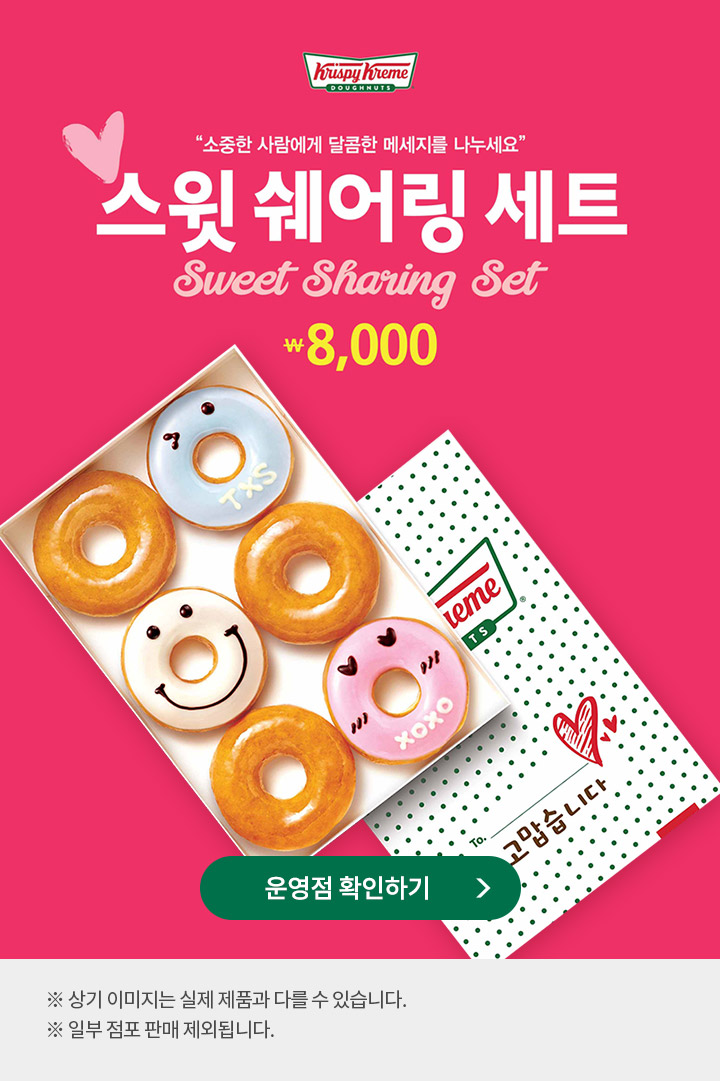 Krispy Kreme
DOUGHNUTS
“소중한 사람에게 달콤한 메세지를 나누세요”
스윗 쉐어링 세트
Sweet Sharing Set
₩8,000
TXS
XOXO
reme
TS
®
To.
고맙습니다
운영점 확인하기 >
※ 상기 이미지는 실제 제품과 다를 수 있습니다.
※ 일부 점포 판매 제외됩니다.